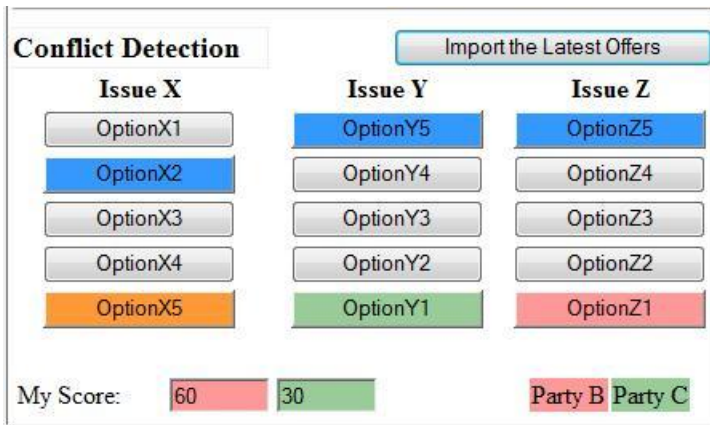 Conflict Detection Import the Latest Offers
Issue X Issue Y Issue Z
OptionX1 OptionY5 OptionZ5
OptionX2 OptionY4 OptionZ4
OptionX3 OptionY3 OptionZ3
OptionX4 OptionY2 OptionZ2
OptionX5 OptionY1 OptionZ1
My Score: 60 30 Party B Party C